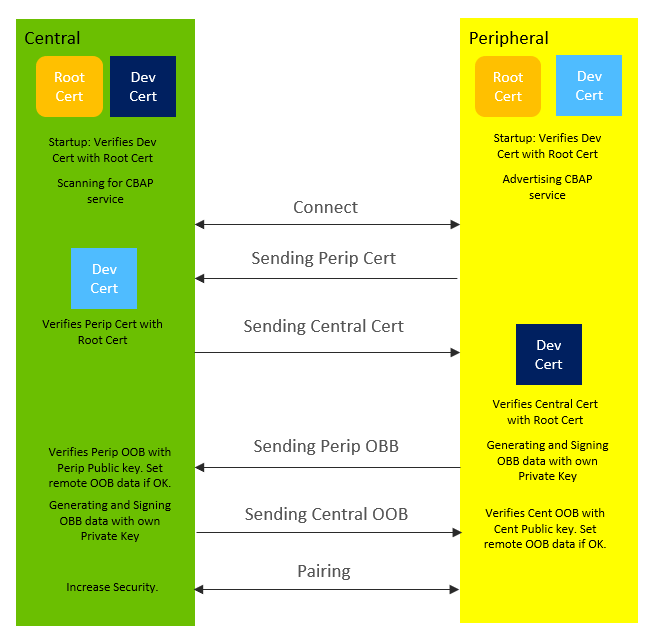 Central
Root
Cert
Dev
Cert
Startup: Verifies Dev
Cert with Root Cert
Scanning for CBAP
service
Peripheral
Root
Cert
Dev
Cert
Startup: Verifies Dev
Cert with Root Cert
Advertising CBAP
service
Connect
Sending Perip Cert
Dev
Cert
Verifies Perip Cert with
Root Cert
Sending Central Cert
Dev
Cert
Verifies Central Cert
with Root Cert
Generating and Signing
OBB data with own
Private Key
Sending Perip OBB
Verifies Perip OOB with
Perip Public key. Set
remote OOB data if OK.
Generating and Signing
OBB data with own
Private Key
Sending Central OOB
Verifies Cent OOB with
Cent Public key. Set
remote OOB data if OK.
Pairing
Increase Security.